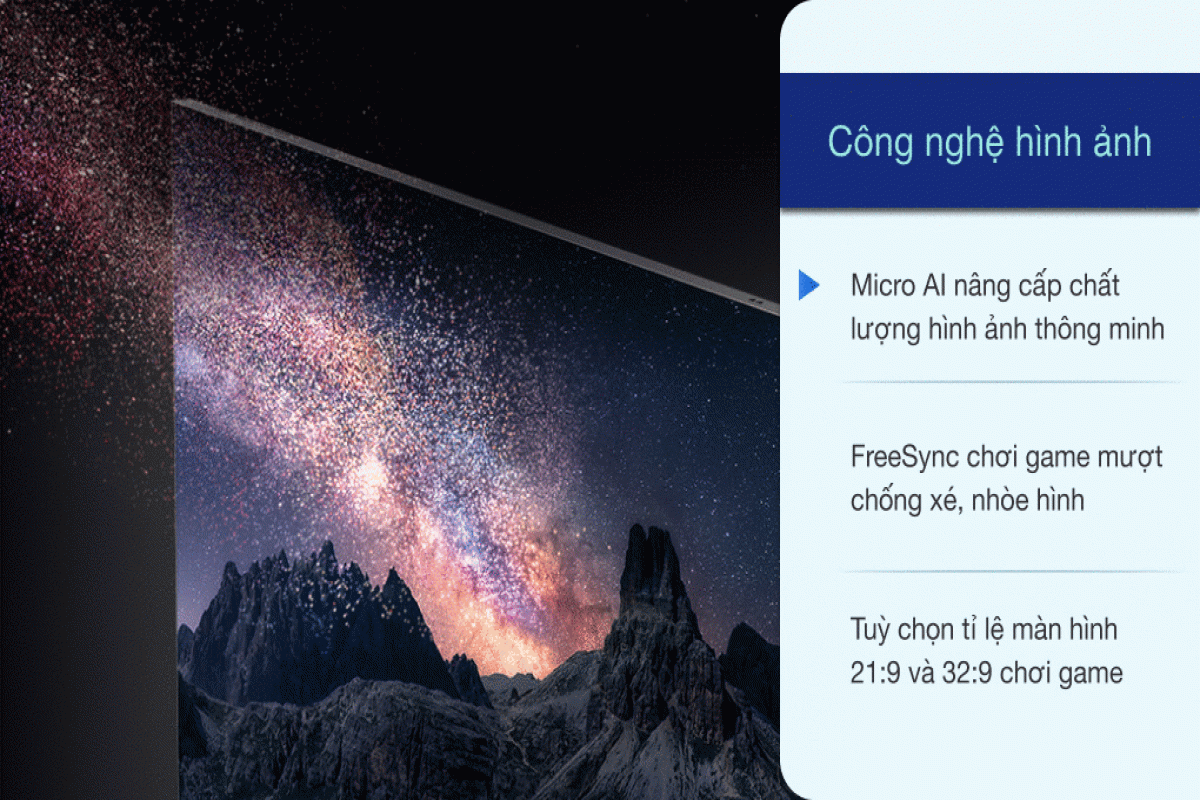 Công nghệ hình ảnh
Micro AI nâng cấp chất
lượng hình ảnh thông minh
FreeSync chơi game mượt
chống xé, nhòe hình
Tuỳ chọn tỉ lệ màn hình
21:9 và 32:9 chơi game